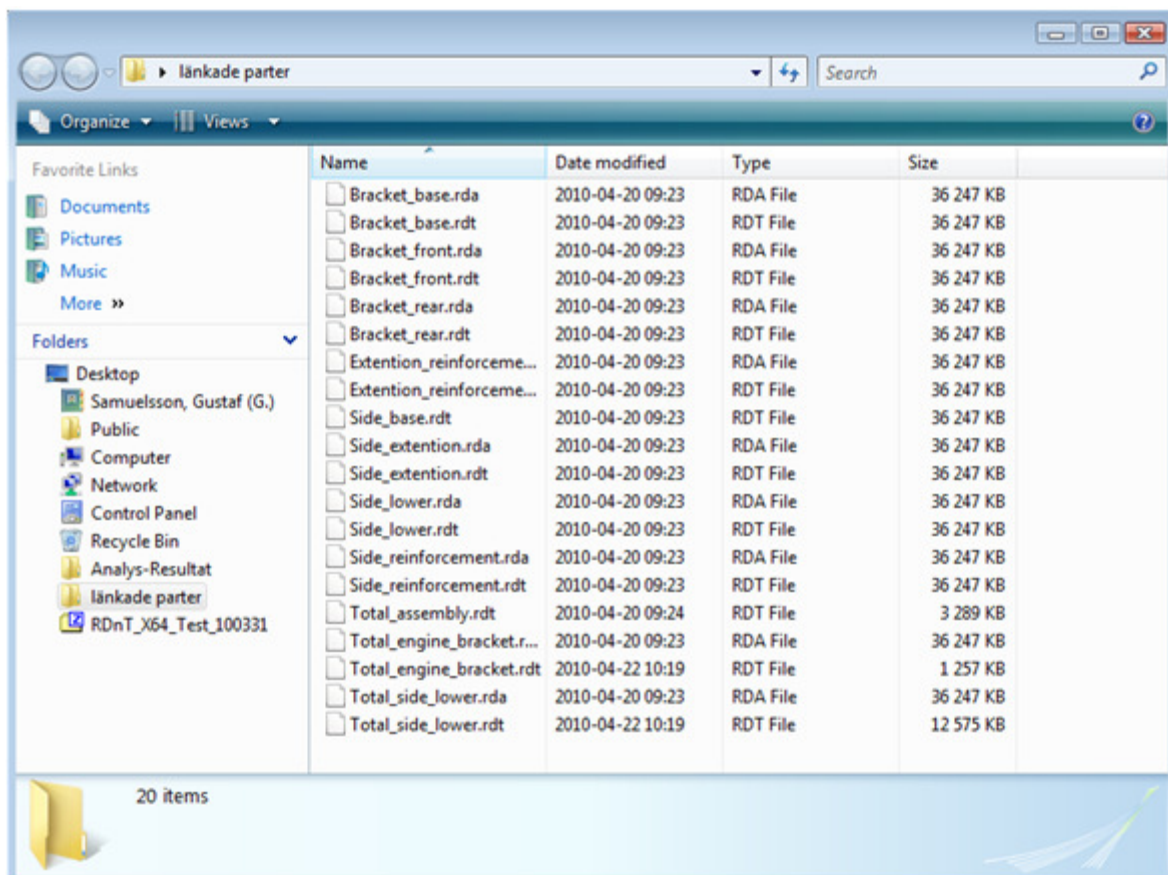 länkade parter
Search
Organize Views
Favorite Links
Documents
Pictures
Music
More »
Folders
Desktop
Samuelsson, Gustaf (G.)
Public
Computer
Network
Control Panel
Recycle Bin
Analys-Resultat
länkade parter
RDnT_X64_Test_100331
Name Date modified Type Size
Bracket_base.rda 2010-04-20 09:23 RDA File 36 247 KB
Bracket_base.rdt 2010-04-20 09:23 RDT File 36 247 KB
Bracket_front.rda 2010-04-20 09:23 RDA File 36 247 KB
Bracket_front.rdt 2010-04-20 09:23 RDT File 36 247 KB
Bracket_rear.rda 2010-04-20 09:23 RDA File 36 247 KB
Bracket_rear.rdt 2010-04-20 09:23 RDT File 36 247 KB
Extention_reinforceme... 2010-04-20 09:23 RDA File 36 247 KB
Extention_reinforceme... 2010-04-20 09:23 RDT File 36 247 KB
Side_base.rdt 2010-04-20 09:23 RDT File 36 247 KB
Side_extention.rda 2010-04-20 09:23 RDA File 36 247 KB
Side_extention.rdt 2010-04-20 09:23 RDT File 36 247 KB
Side_lower.rda 2010-04-20 09:23 RDA File 36 247 KB
Side_lower.rdt 2010-04-20 09:23 RDT File 36 247 KB
Side_reinforcement.rda 2010-04-20 09:23 RDA File 36 247 KB
Side_reinforcement.rdt 2010-04-20 09:23 RDT File 36 247 KB
Total_assembly.rdt 2010-04-20 09:24 RDT File 3 289 KB
Total_engine_bracket.r... 2010-04-20 09:23 RDA File 36 247 KB
Total_engine_bracket.rdt 2010-04-22 10:19 RDT File 1 257 KB
Total_side_lower.rda 2010-04-20 09:23 RDA File 36 247 KB
Total_side_lower.rdt 2010-04-22 10:19 RDT File 12 575 KB
20 items